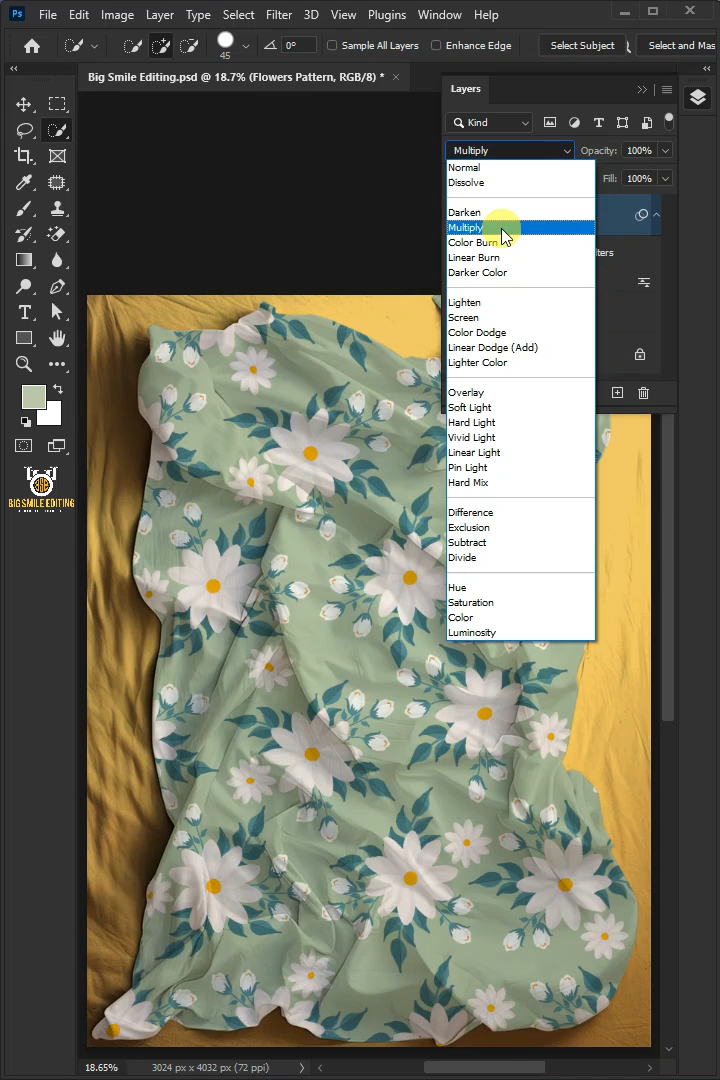 Ps File Edit Image Layer Type Select Filter 3D View Plugins Window Help
45
0°
Sample All Layers
Enhance Edge
Select Subject
Select and Mas
Big Smile Editing.psd @ 18.7% (Flowers Pattern, RGB/8) *
Layers
Kind
Multiply
Opacity: 100%
Normal
Dissolve
Fill: 100%
Darken
Multiply
Color Burn
Linear Burn
Darker Color
lters
Lighten
Screen
Color Dodge
Linear Dodge (Add)
Lighter Color
Overlay
Soft Light
Hard Light
Vivid Light
Linear Light
Pin Light
Hard Mix
Difference
Exclusion
Subtract
Divide
Hue
Saturation
Color
Luminosity
BIG SMILE EDITING
18.65%
3024 px x 4032 px (72 ppi)